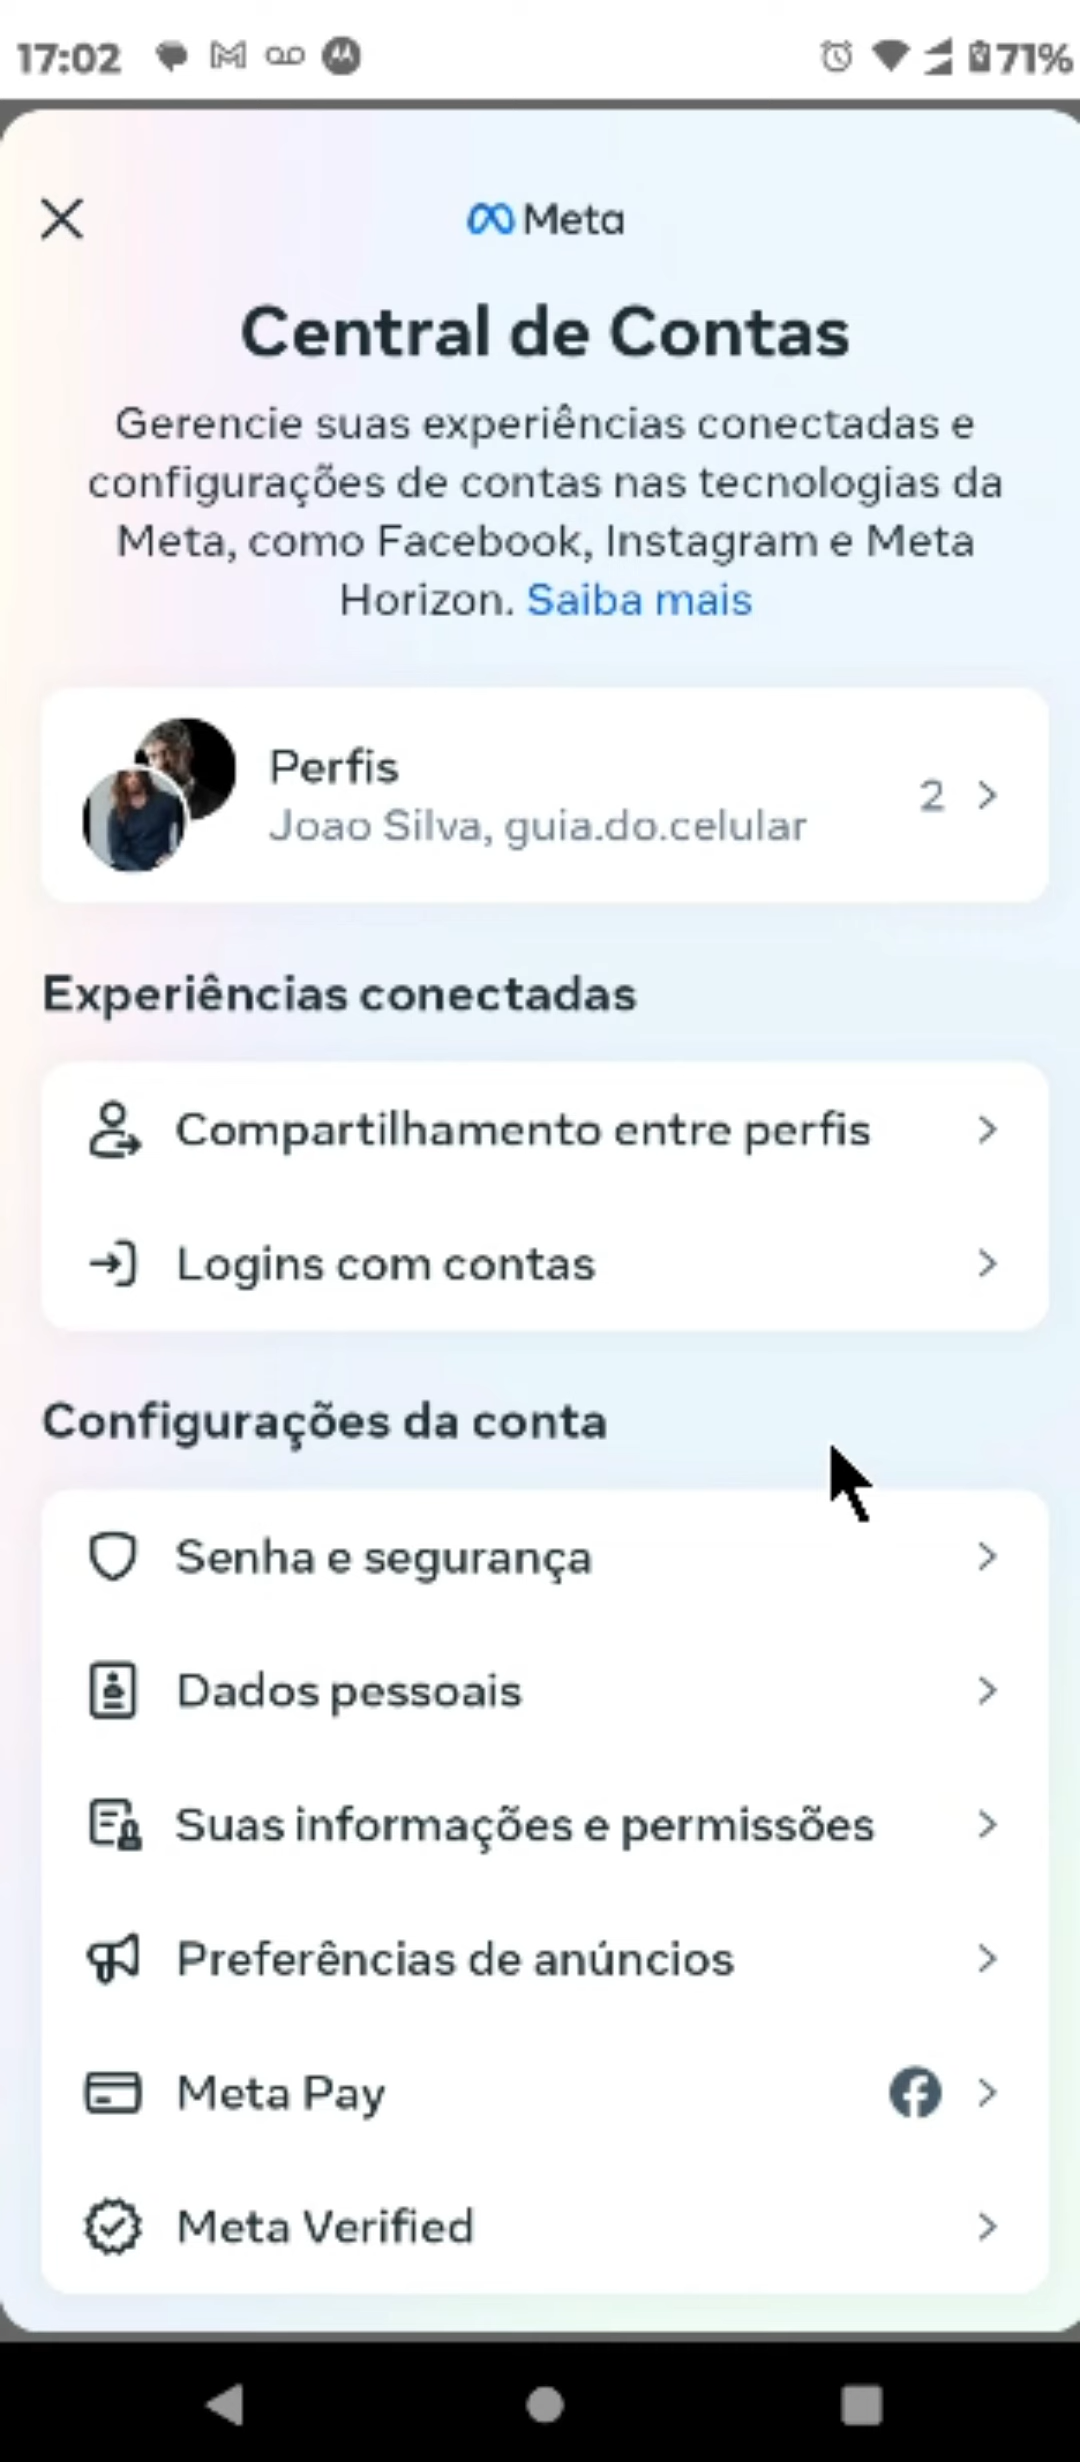 17:02
71%
Meta
Central de Contas
Gerencie suas experiências conectadas e
configurações de contas nas tecnologias da
Meta, como Facebook, Instagram e Meta
Horizon. Saiba mais
Perfis
Joao Silva, guia.do.celular
2
Experiências conectadas
Compartilhamento entre perfis
Logins com contas
Configurações da conta
Senha e segurança
Dados pessoais
Suas informações e permissões
Preferências de anúncios
Meta Pay
Meta Verified